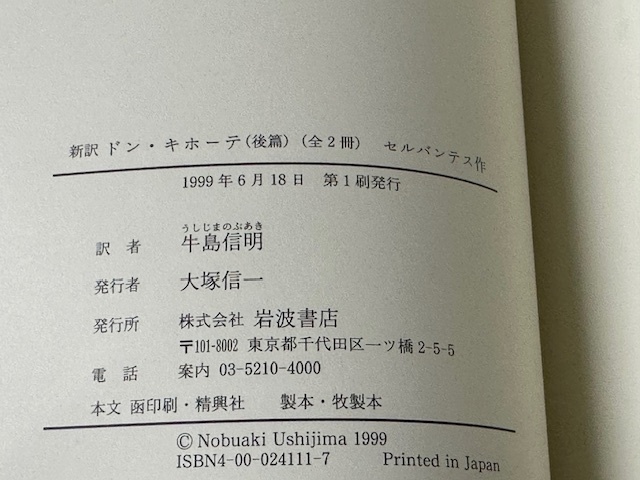 新訳 ドン・キホーテ(後篇) (全2冊) セルバンテス作
1999年6月18日 第1刷発行
うしじまのぶあき
訳者 牛島信明
発行者 大塚信一
発行所 株式会社 岩波書店
〒101-8002 東京都千代田区一ツ橋2-5-5
電話 案内 03-5210-4000
本文 函印刷・精興社 製本・牧製本
© Nobuaki Ushijima 1999
ISBN4-00-024111-7 Printed in Japan